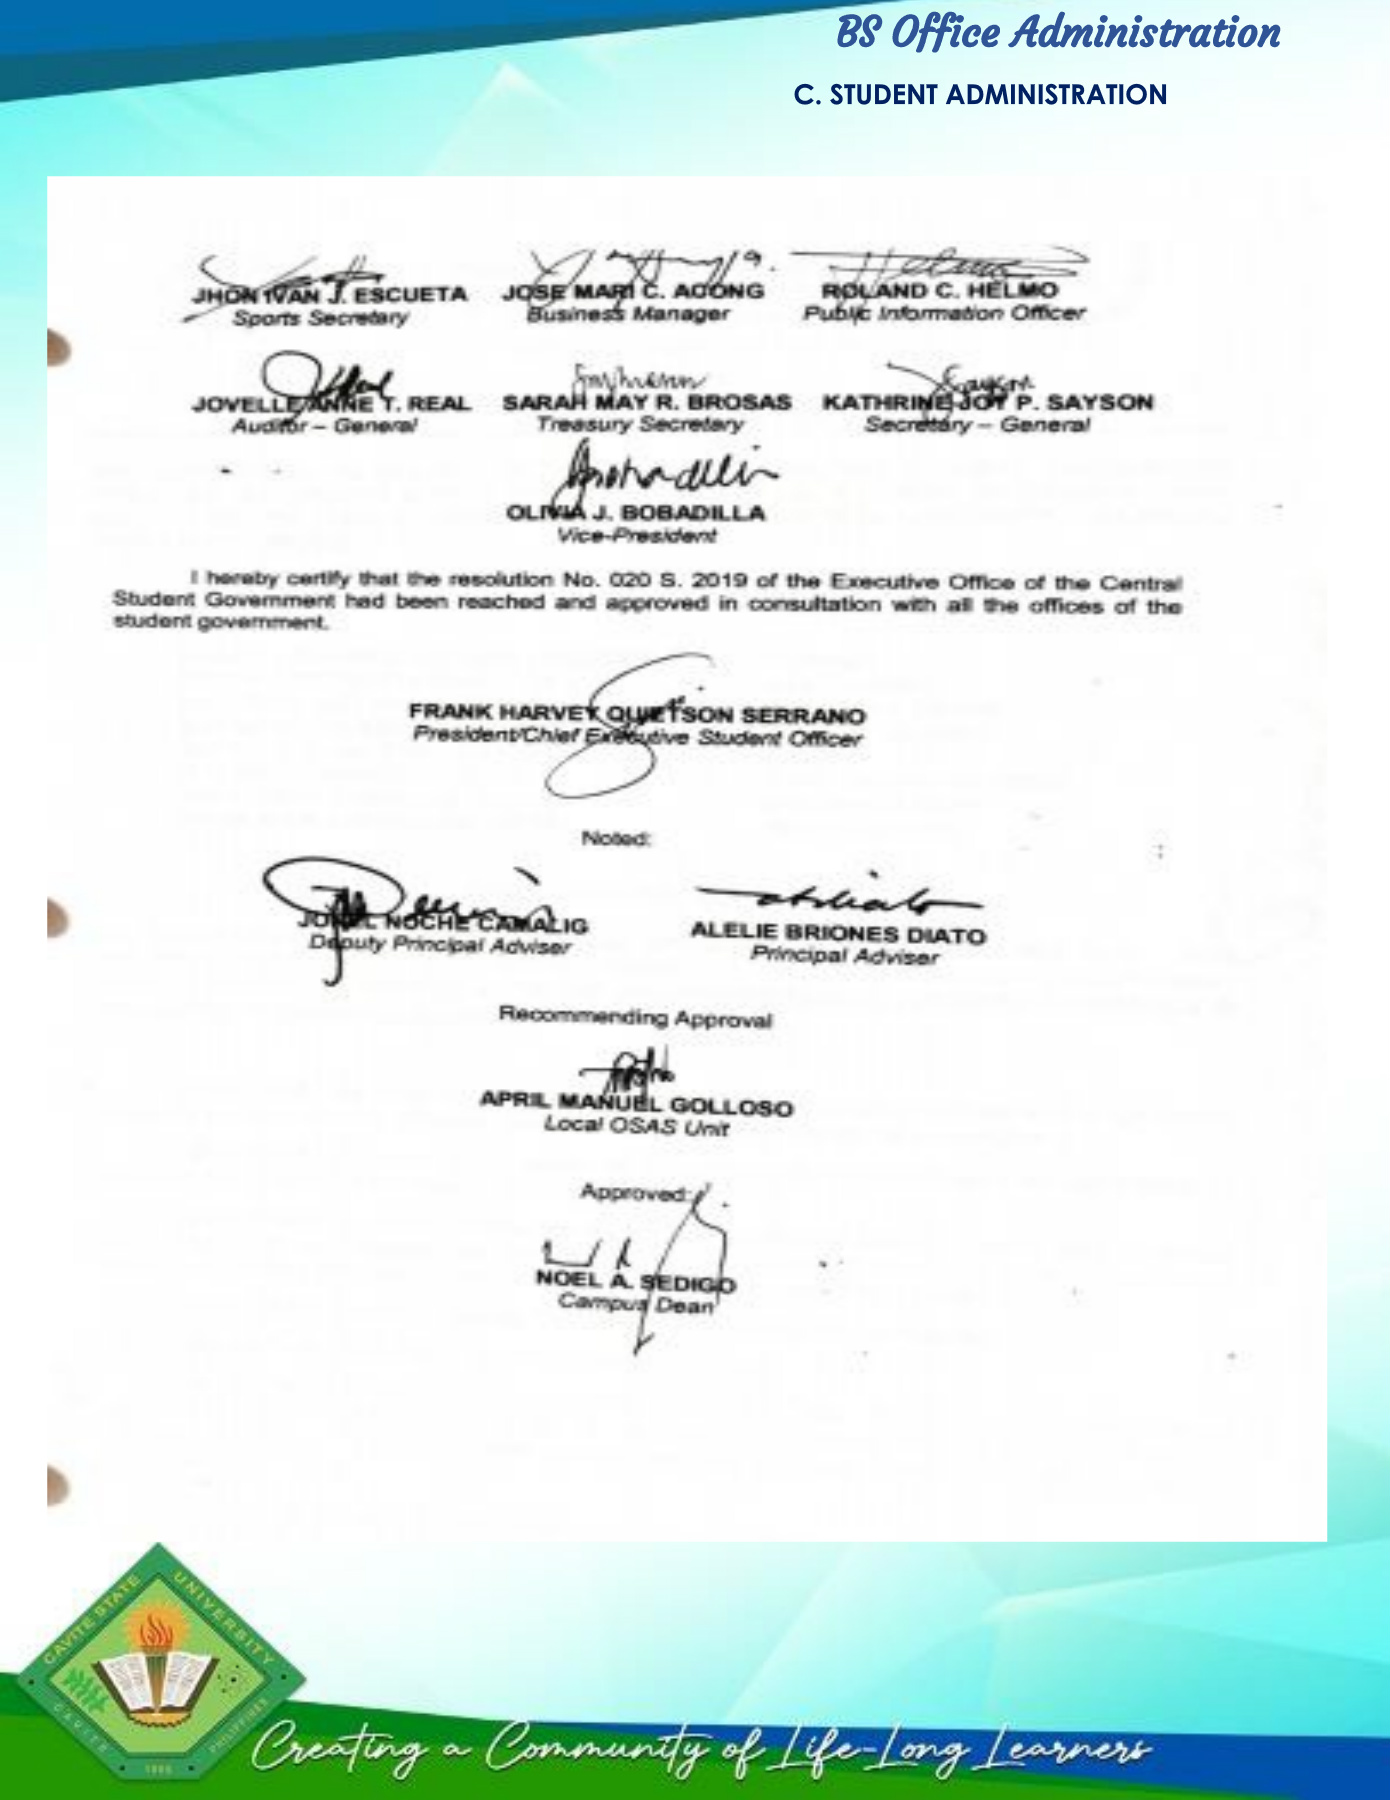 BS Office Administration
C. STUDENT ADMINISTRATION
JHON IVAN J. ESCUETA JOSE MARI C. AGONG ROLAND C. HELMO
Sports Secretary Business Manager Public Information Officer
JOVELLE ANNE T. REAL SARAH MAY R. BROSAS KATHRINE JOY P. SAYSON
Auditor – General Treasury Secretary Secretary – General
OLIVIA J. BOBADILLA
Vice-President
I hereby certify that the resolution No. 020 S. 2019 of the Executive Office of the Central
Student Government had been reached and approved in consultation with all the offices of the
student government.
FRANK HARVEY QUIETSON SERRANO
President/Chief Executive Student Officer
Noted:
NOCHE CAMALIG ALELIE BRIONES DIATO
Deputy Principal Adviser Principal Adviser
Recommending Approval
APRIL MANUEL GOLLOSO
Local OSAS Unit
Approved:
NOEL A. SEDIGO
Campus Dean
CAVITE STATE UNIVERSITY
CAVITE PHILIPPINES
1906
Creating a Community of Life-Long Learners